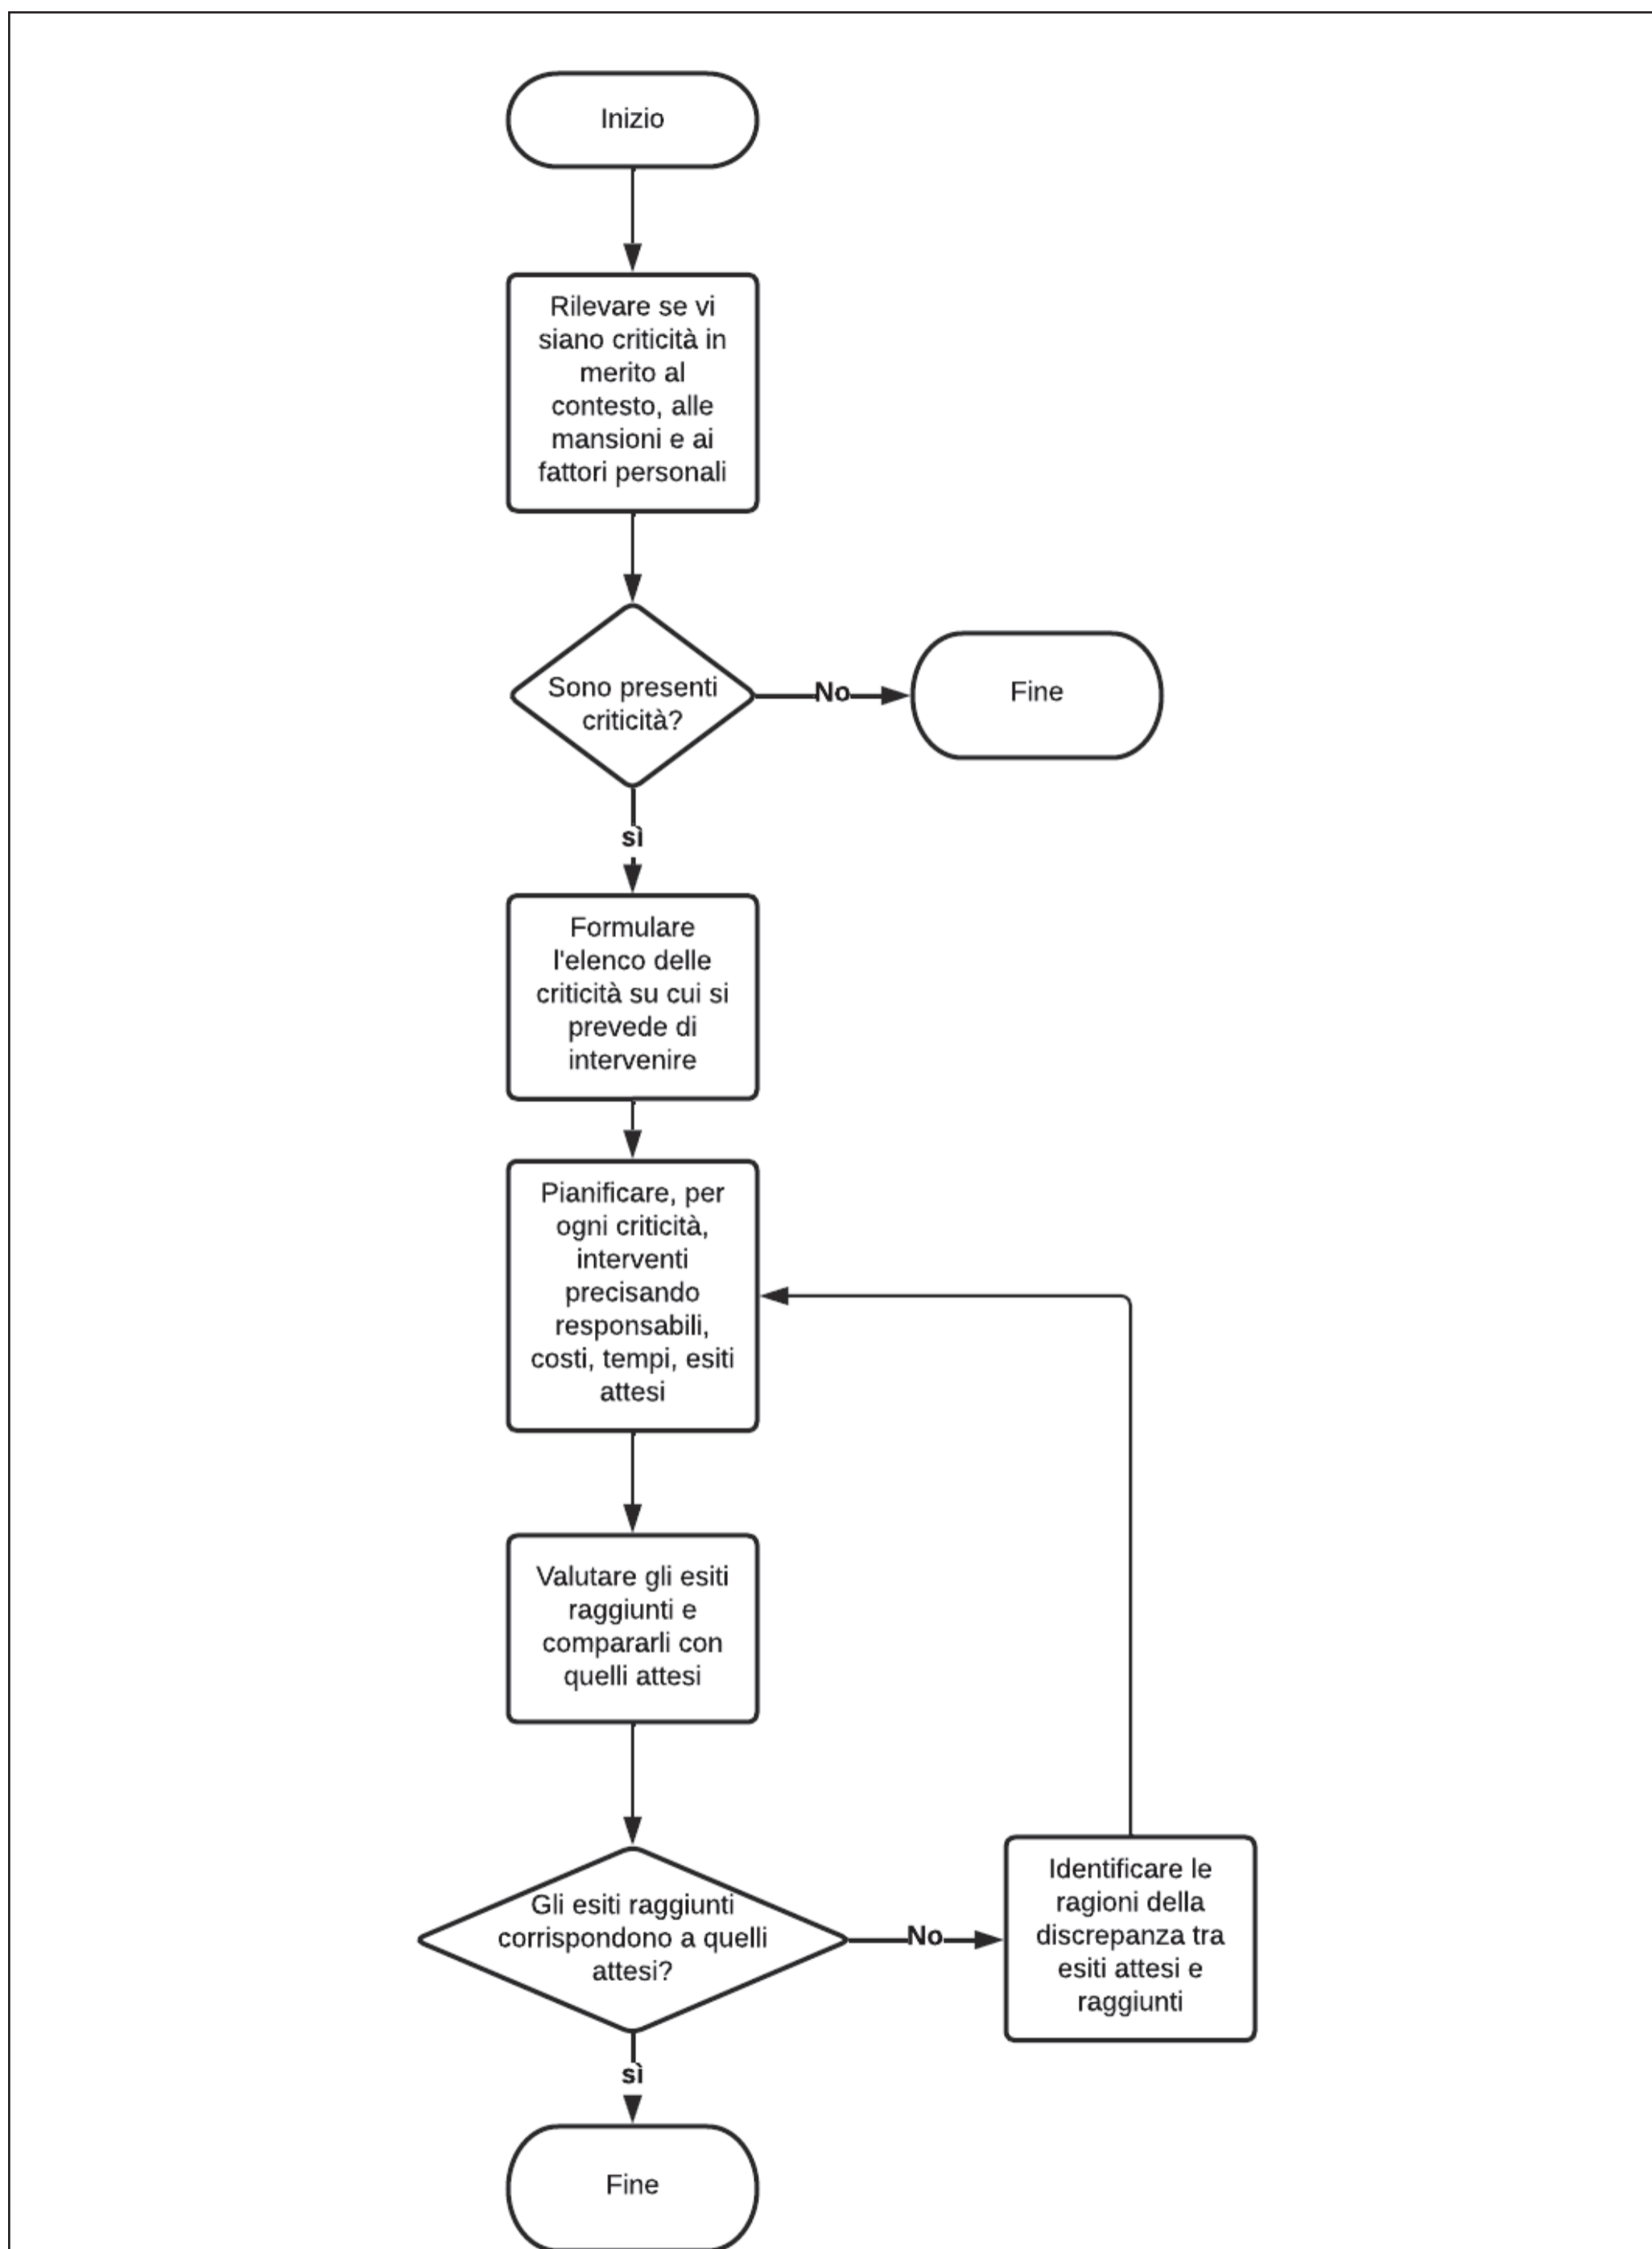 Inizio
Rilevare se vi
siano criticità in
merito al
contesto, alle
mansioni e ai
fattori personali
Sono presenti
criticità?
No
Fine
sì
Formulare
l'elenco delle
criticità su cui si
prevede di
intervenire
Pianificare, per
ogni criticità,
interventi
precisando
responsabili,
costi, tempi, esiti
attesi
Valutare gli esiti
raggiunti e
compararli con
quelli attesi
Gli esiti raggiunti
corrispondono a quelli
attesi?
No
Identificare le
ragioni della
discrepanza tra
esiti attesi e
raggiunti
sì
Fine